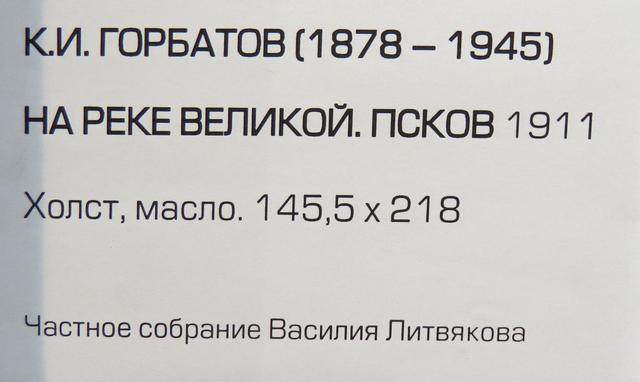 К.И. ГОРБАТОВ (1878 – 1945)
НА РЕКЕ ВЕЛИКОЙ. ПСКОВ 1911
Холст, масло. 145,5 x 218
Частное собрание Василия Литвякова